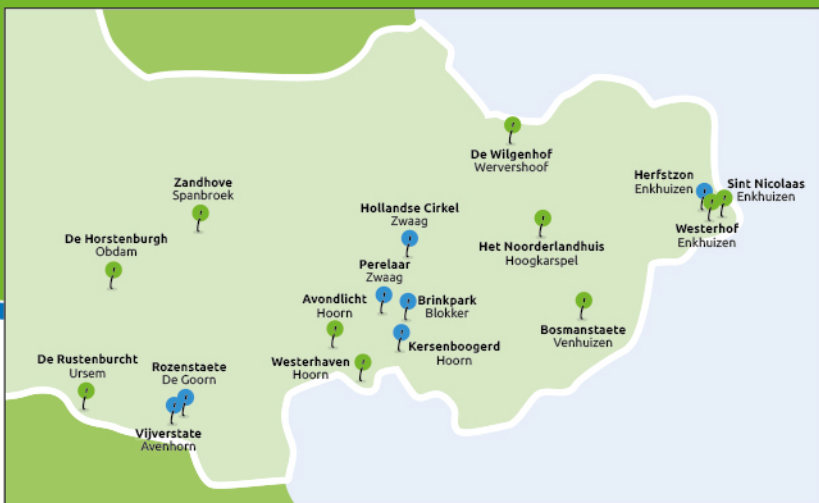 De Wilgenhof
Wervershoof
Herfstzon
Enkhuizen
Sint Nicolaas
Enkhuizen
Zandhove
Spanbroek
Hollandse Cirkel
Zwaag
Westerhof
Enkhuizen
De Horstenburgh
Obdam
Het Noorderlandhuis
Hoogkarspel
Perelaar
Zwaag
Avondlicht
Hoorn
Brinkpark
Blokker
Bosmanstaete
Venhuizen
Kersenboogerd
Hoorn
De Rustenburcht
Ursem
Rozenstaete
De Goorn
Westerhaven
Hoorn
Vijverstate
Avenhorn